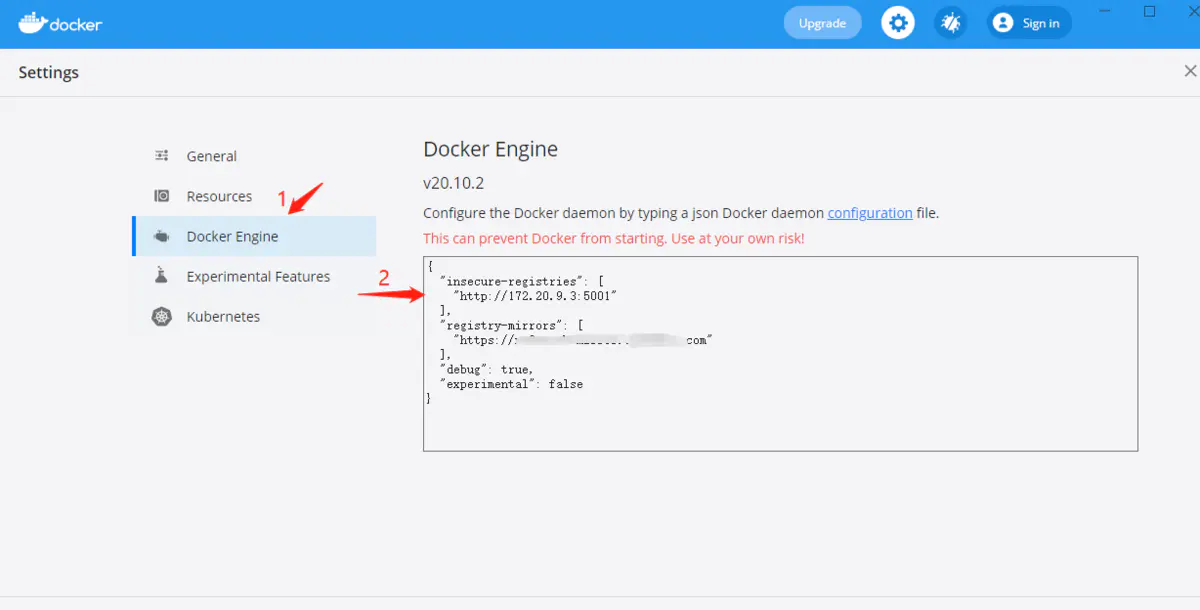 docker
Upgrade
Sign in
Settings
General
Resources
1
Docker Engine
Experimental Features
2
Kubernetes
Docker Engine
v20.10.2
Configure the Docker daemon by typing a json Docker daemon configuration file.
This can prevent Docker from starting. Use at your own risk!
{
"insecure-registries": [
"http://172.20.9.3:5001"
],
"registry-mirrors": [
"https:// com"
],
"debug": true,
"experimental": false
}